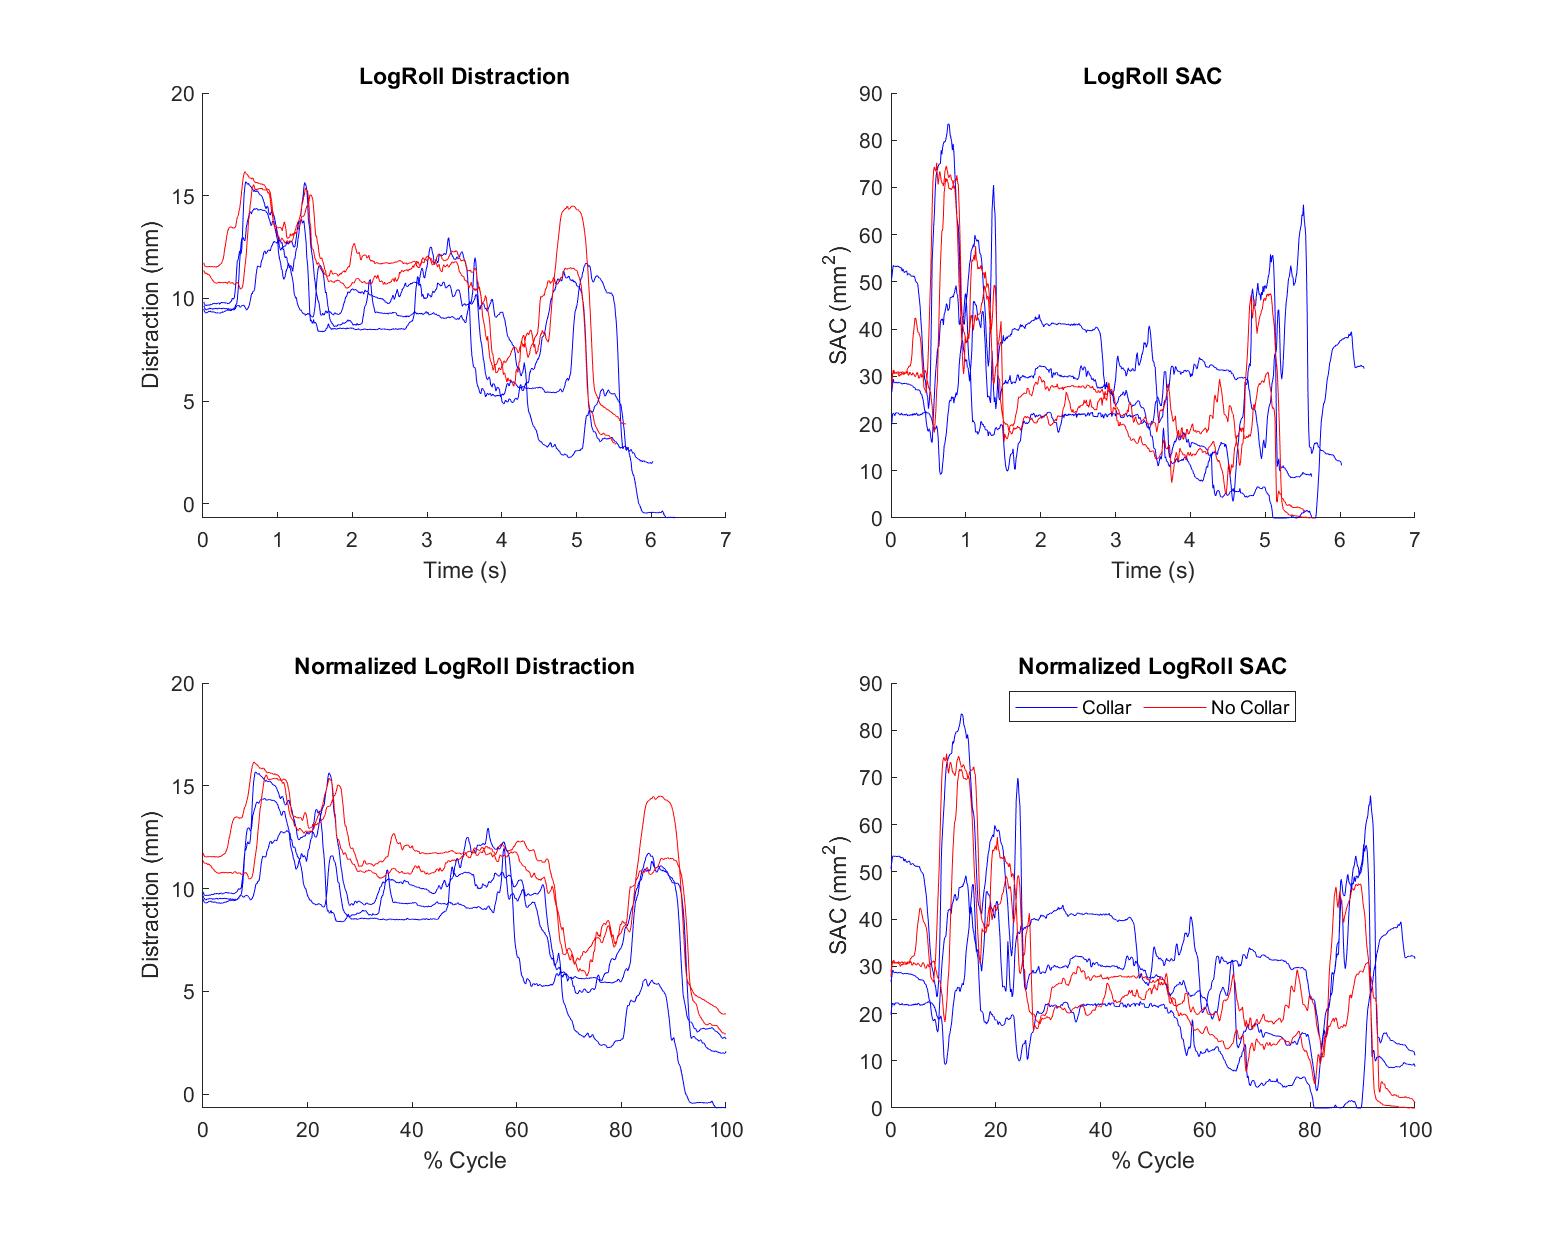 LogRoll Distraction
20
15
10
5
0
Distraction (mm)
0 1 2 3 4 5 6 7
Time (s)
LogRoll SAC
90
80
70
60
50
40
30
20
10
0
SAC (mm²)
0 1 2 3 4 5 6 7
Time (s)
Normalized LogRoll Distraction
20
15
10
5
0
Distraction (mm)
0 20 40 60 80 100
% Cycle
Normalized LogRoll SAC
Collar No Collar
90
80
70
60
50
40
30
20
10
0
SAC (mm²)
0 20 40 60 80 100
% Cycle